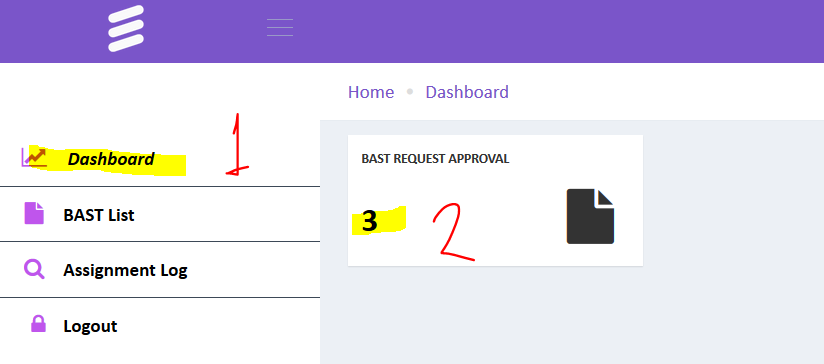 Home • Dashboard
Dashboard
1
BAST List
Assignment Log
Logout
BAST REQUEST APPROVAL
3
2